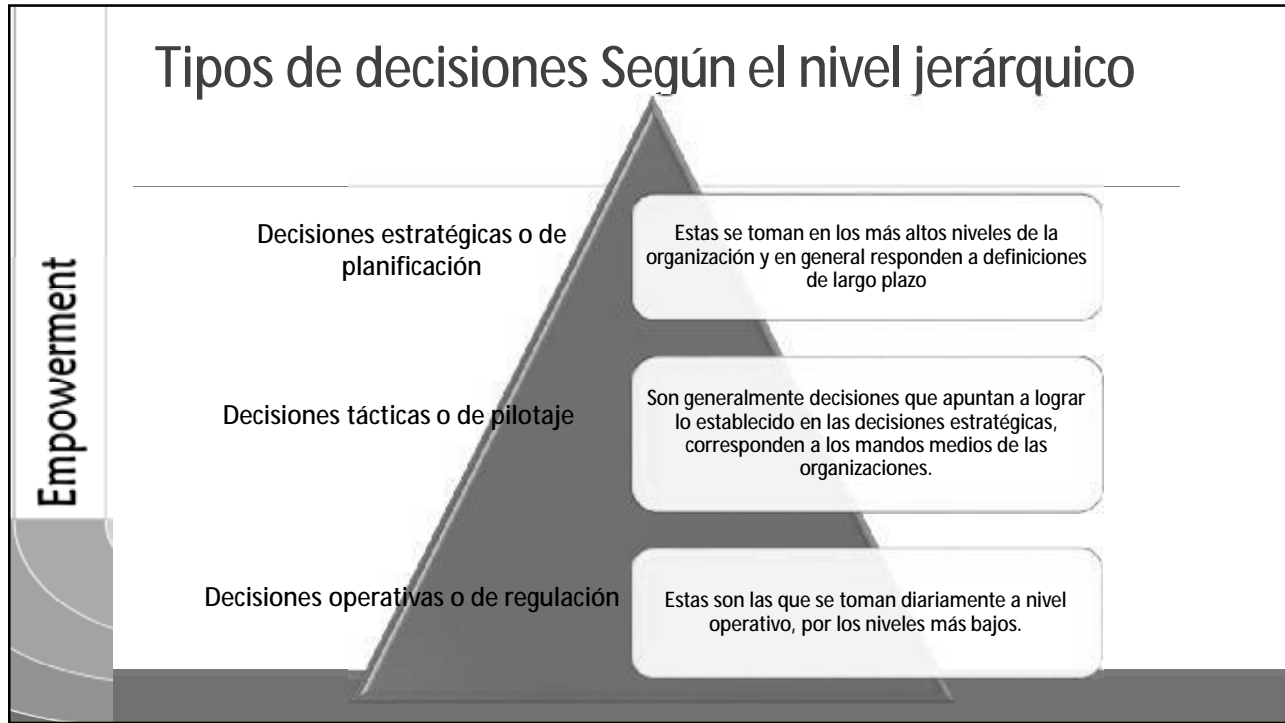 Tipos de decisiones Según el nivel jerárquico
Empowerment
Decisiones estratégicas o de
planificación
Estas se toman en los más altos niveles de la
organización y en general responden a definiciones
de largo plazo
Decisiones tácticas o de pilotaje
Son generalmente decisiones que apuntan a lograr
lo establecido en las decisiones estratégicas,
corresponden a los mandos medios de las
organizaciones.
Decisiones operativas o de regulación
Estas son las que se toman diariamente a nivel
operativo, por los niveles más bajos.